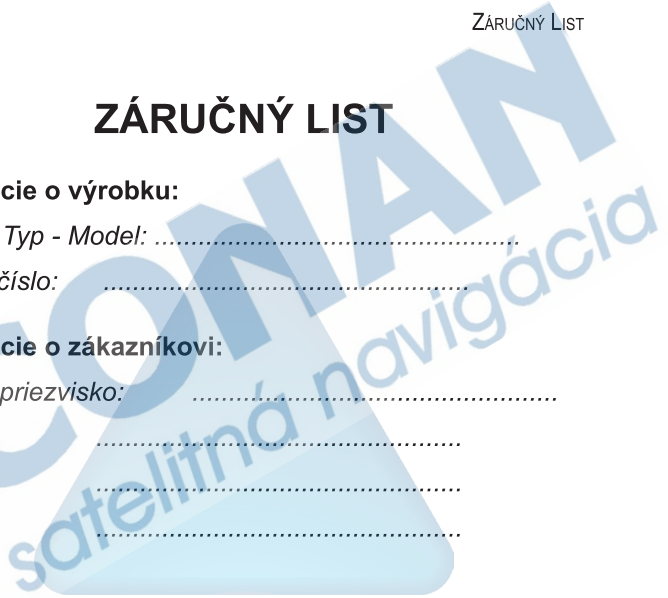 ZÁRUČNÝ LIST
ZÁRUČNÝ LIST
cie o výrobku:
Typ - Model: ..................................................
číslo: ..................................................
cie o zákazníkovi:
priezvisko: ..................................................
..................................................
..................................................
..................................................
CONAN
satelitná navigácia